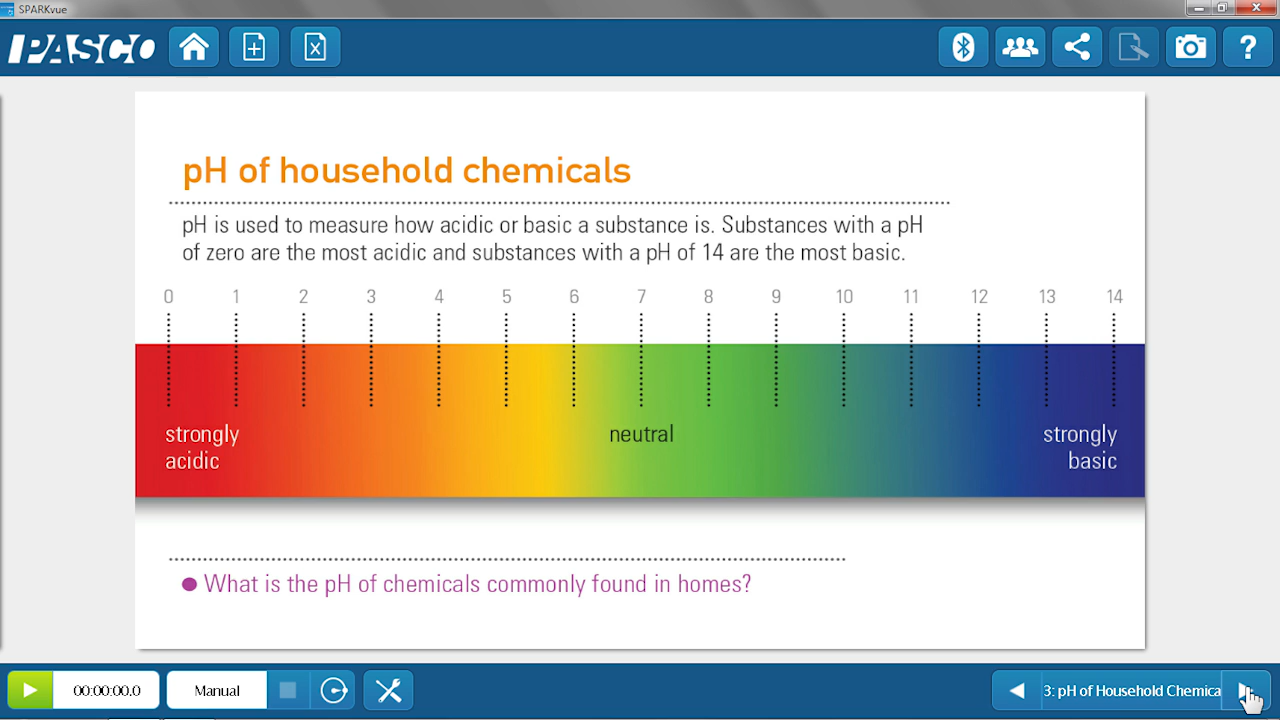 SPARKvue
PASCO
?
pH of household chemicals
pH is used to measure how acidic or basic a substance is. Substances with a pH
of zero are the most acidic and substances with a pH of 14 are the most basic.
0 1 2 3 4 5 6 7 8 9 10 11 12 13 14
strongly
acidic
neutral
strongly
basic
What is the pH of chemicals commonly found in homes?
00:00:00.0
Manual
3: pH of Household Chemica